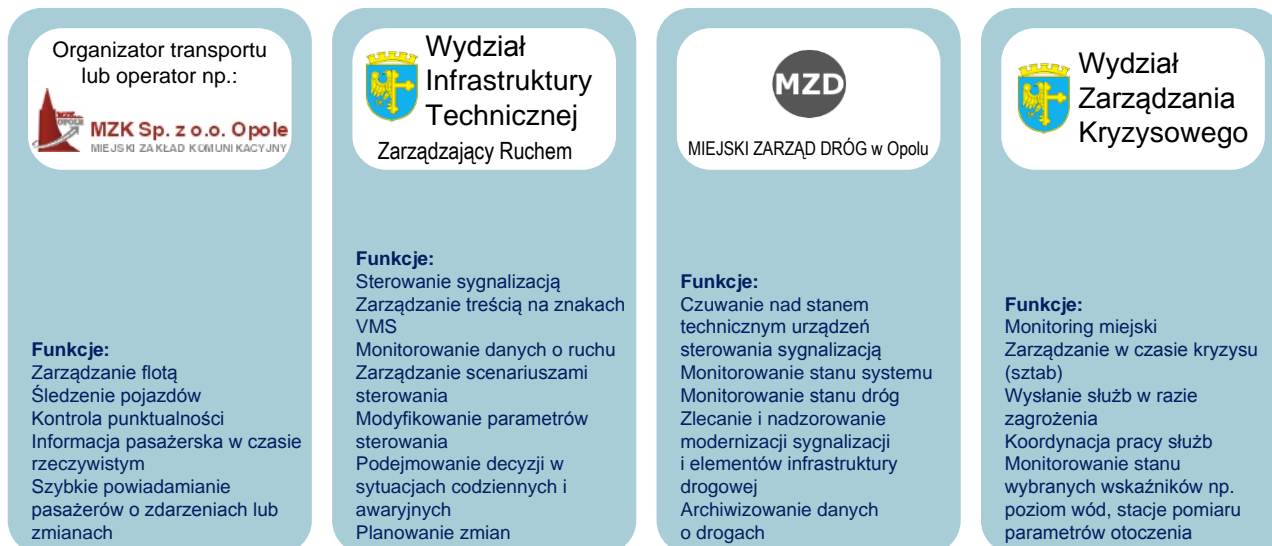 Organizator transportu
lub operator np.:
MZK
OPOLE
MZK Sp. z o.o. Opole
MIEJSKI ZAKŁAD KOMUNIKACYJNY
Funkcje:
Zarządzanie flotą
Śledzenie pojazdów
Kontrola punktualności
Informacja pasażerska w czasie
rzeczywistym
Szybkie powiadamianie
pasażerów o zdarzeniach lub
zmianach
Wydział
Infrastruktury
Technicznej
Zarządzający Ruchem
Funkcje:
Sterowanie sygnalizacją
Zarządzanie treścią na znakach
VMS
Monitorowanie danych o ruchu
Zarządzanie scenariuszami
sterowania
Modyfikowanie parametrów
sterowania
Podejmowanie decyzji w
sytuacjach codziennych i
awaryjnych
Planowanie zmian
MZD
MIEJSKI ZARZĄD DRÓG w Opolu
Funkcje:
Czuwanie nad stanem
technicznym urządzeń
sterowania sygnalizacją
Monitorowanie stanu systemu
Monitorowanie stanu dróg
Zlecanie i nadzorowanie
modernizacji sygnalizacji
i elementów infrastruktury
drogowej
Archiwizowanie danych
o drogach
Wydział
Zarządzania
Kryzysowego
Funkcje:
Monitoring miejski
Zarządzanie w czasie kryzysu
(sztab)
Wysłanie służb w razie
zagrożenia
Koordynacja pracy służb
Monitorowanie stanu
wybranych wskaźników np.
poziom wód, stacje pomiaru
parametrów otoczenia